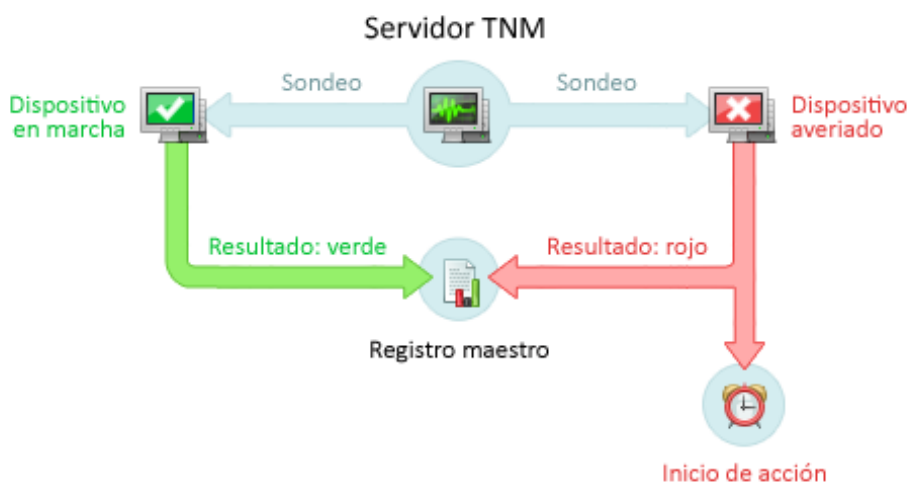 Servidor TNM
Sondeo
Sondeo
Dispositivo
en marcha
Dispositivo
averiado
Resultado: verde
Resultado: rojo
Registro maestro
Inicio de acción